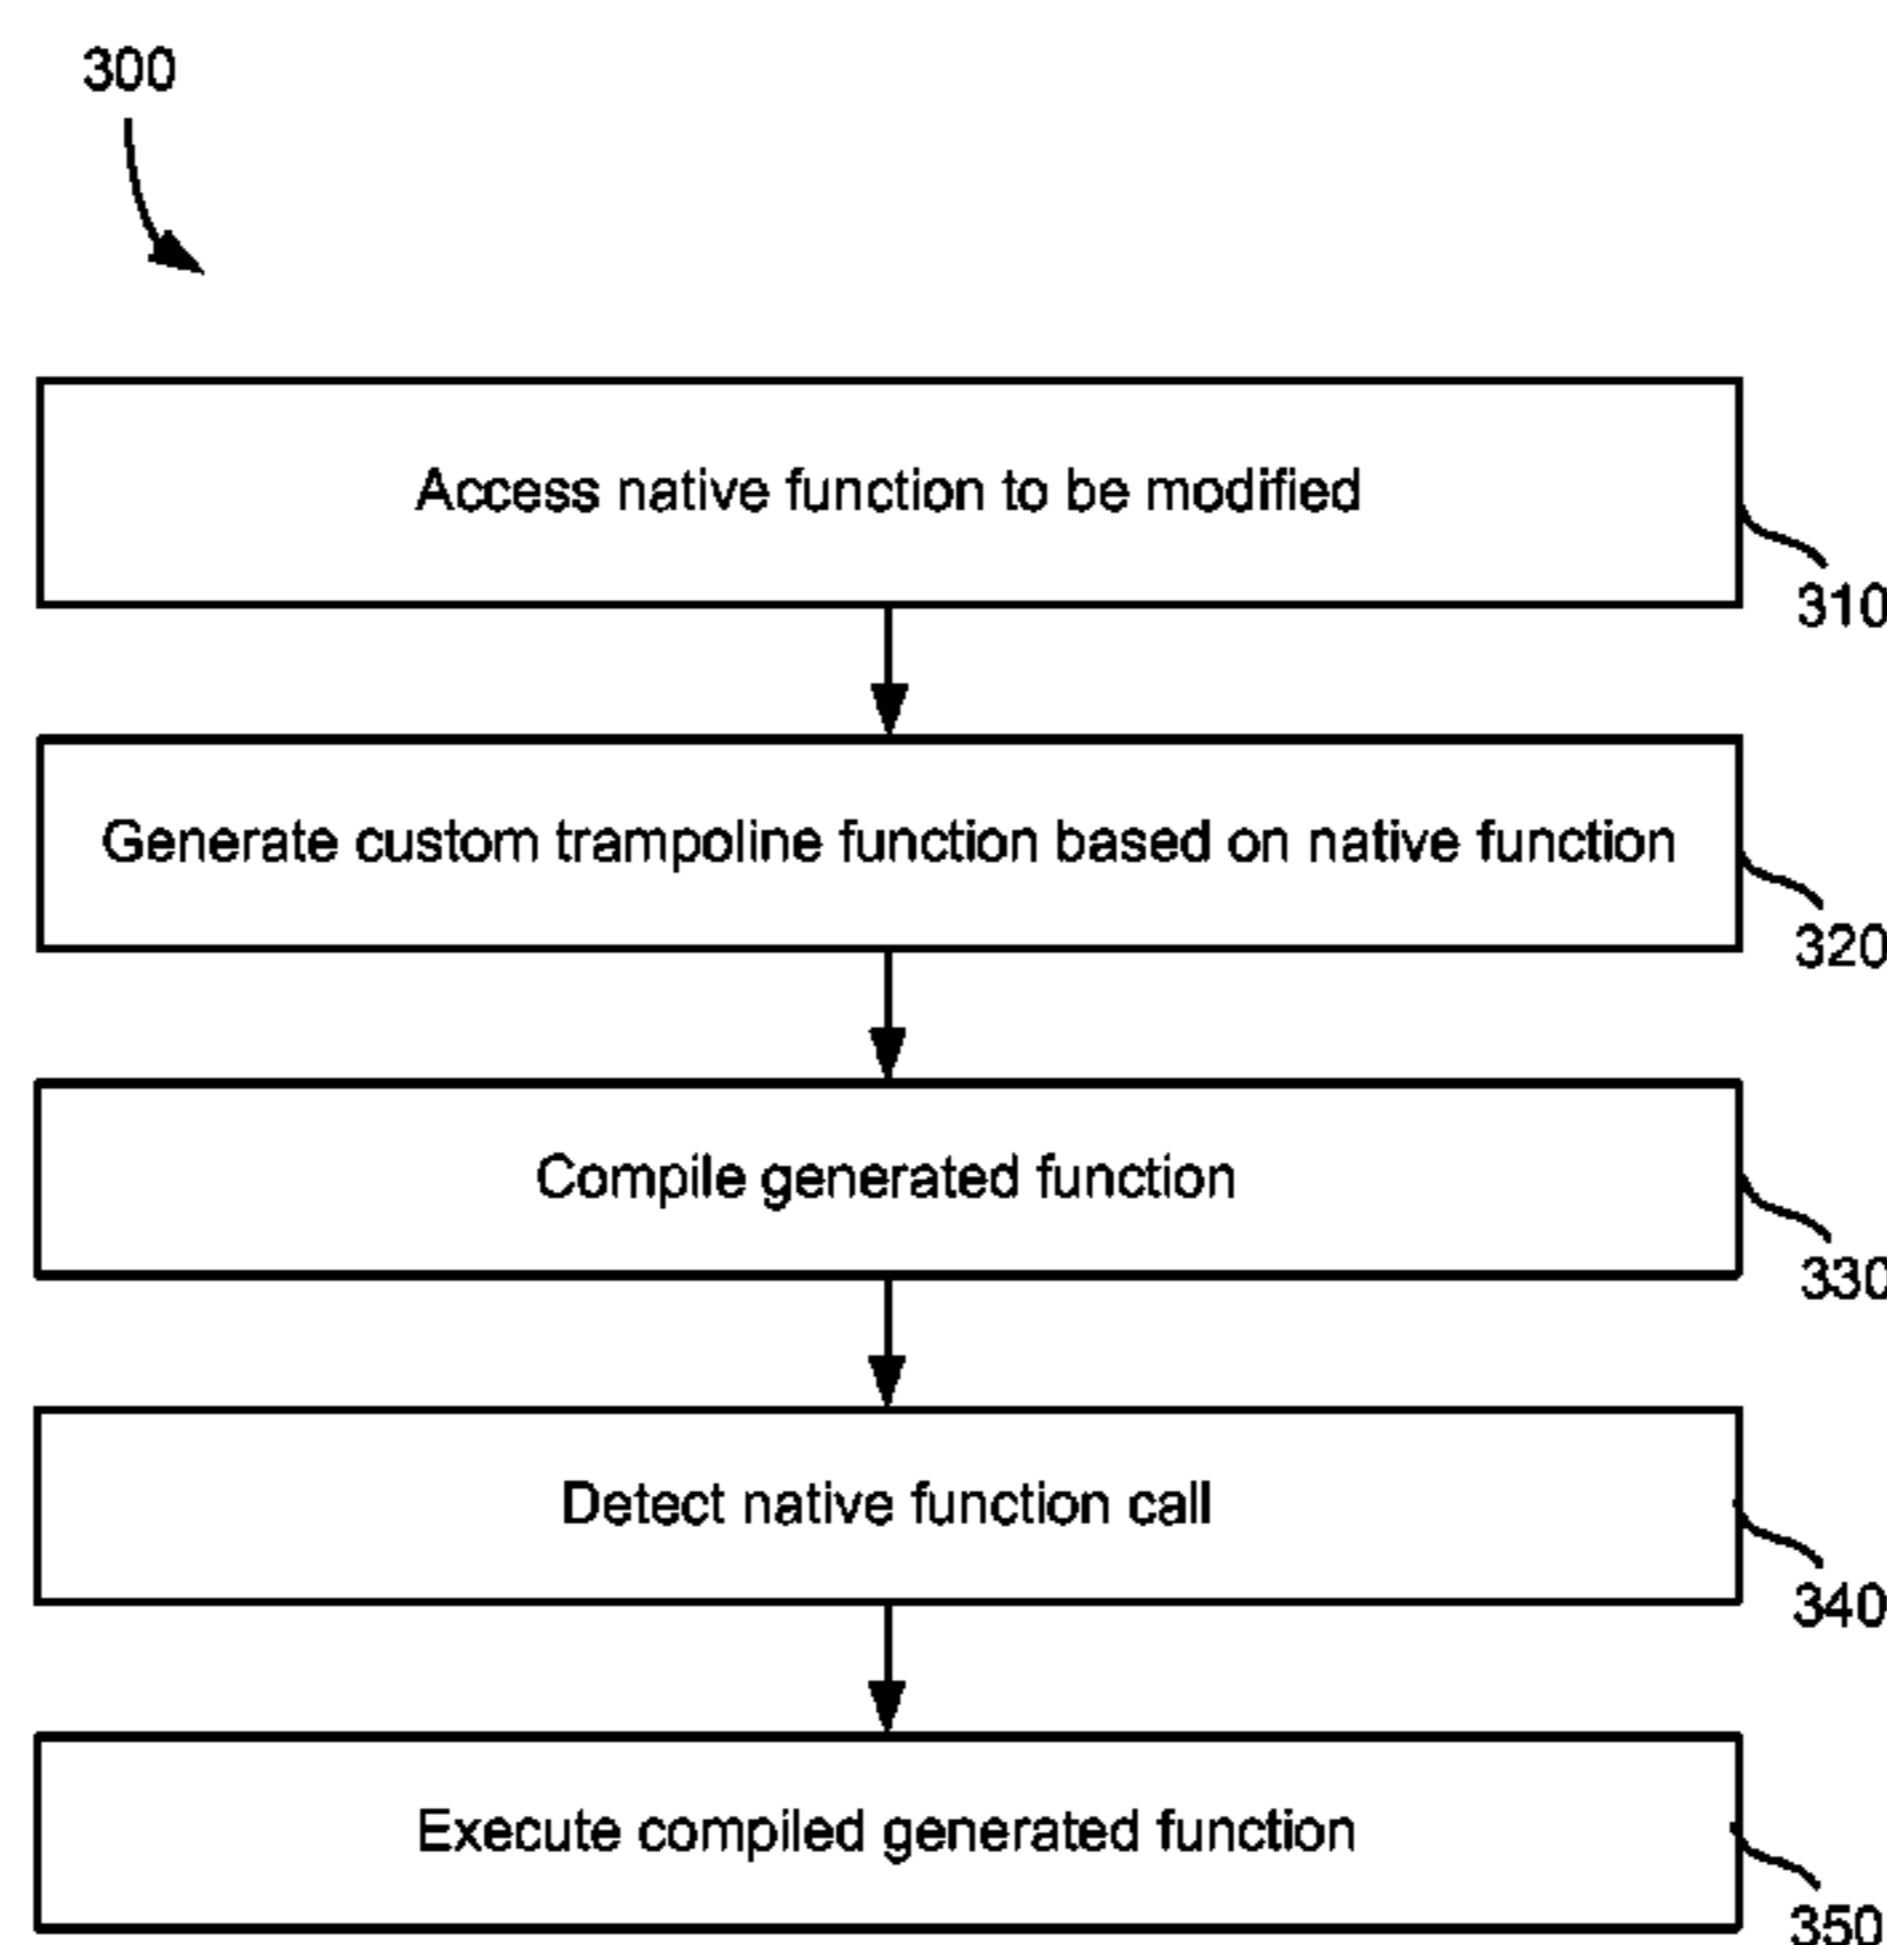 300
Access native function to be modified
310
Generate custom trampoline function based on native function
320
Compile generated function
330
Detect native function call
340
Execute compiled generated function
350